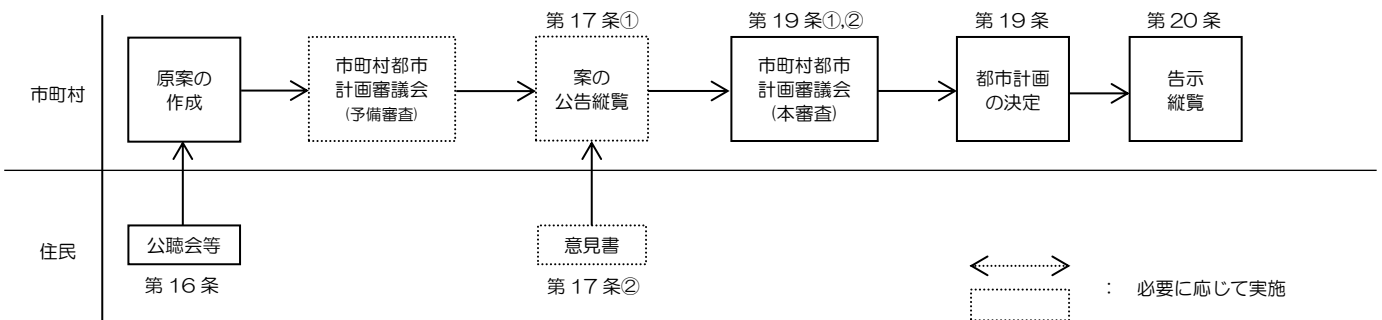 第17条①
第19条①,②
第19条
第20条
市町村
原案の
作成
市町村都市
計画審議会
(予備審査)
案の
公告縦覧
市町村都市
計画審議会
(本審査)
都市計画
の決定
告示
縦覧
住民
公聴会等
第16条
意見書
第17条②
： 必要に応じて実施